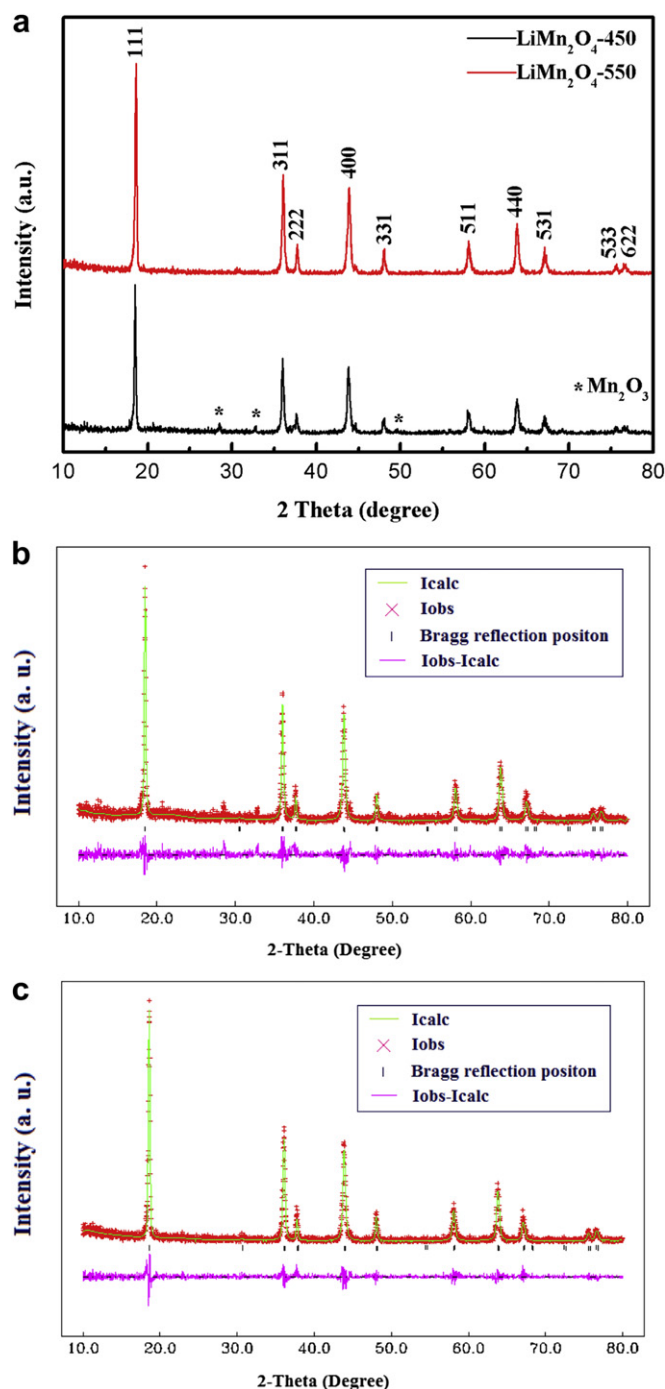 a
LiMn₂O₄-450
LiMn₂O₄-550
111
311
222
400
331
511
440
531
533
622
Intensity (a.u.)
* * *
* Mn₂O₃
10 20 30 40 50 60 70 80
2 Theta (degree)
b
Icalc
Iobs
Bragg reflection positon
Iobs-Icalc
Intensity (a. u.)
10.0 20.0 30.0 40.0 50.0 60.0 70.0 80.0
2-Theta (Degree)
c
Icalc
Iobs
Bragg reflection positon
Iobs-Icalc
Intensity (a. u.)
10.0 20.0 30.0 40.0 50.0 60.0 70.0 80.0
2-Theta (Degree)